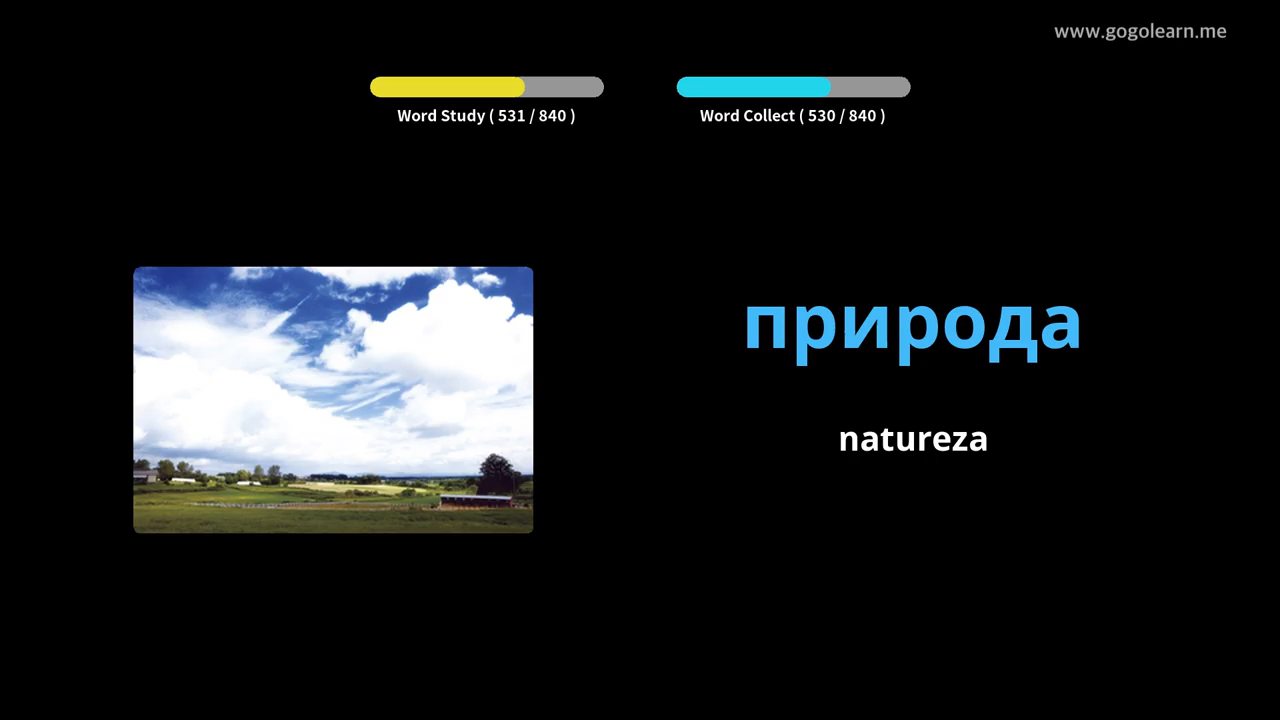 www.gogolearn.me
Word Study ( 531 / 840 )
Word Collect ( 530 / 840 )
природа
natureza